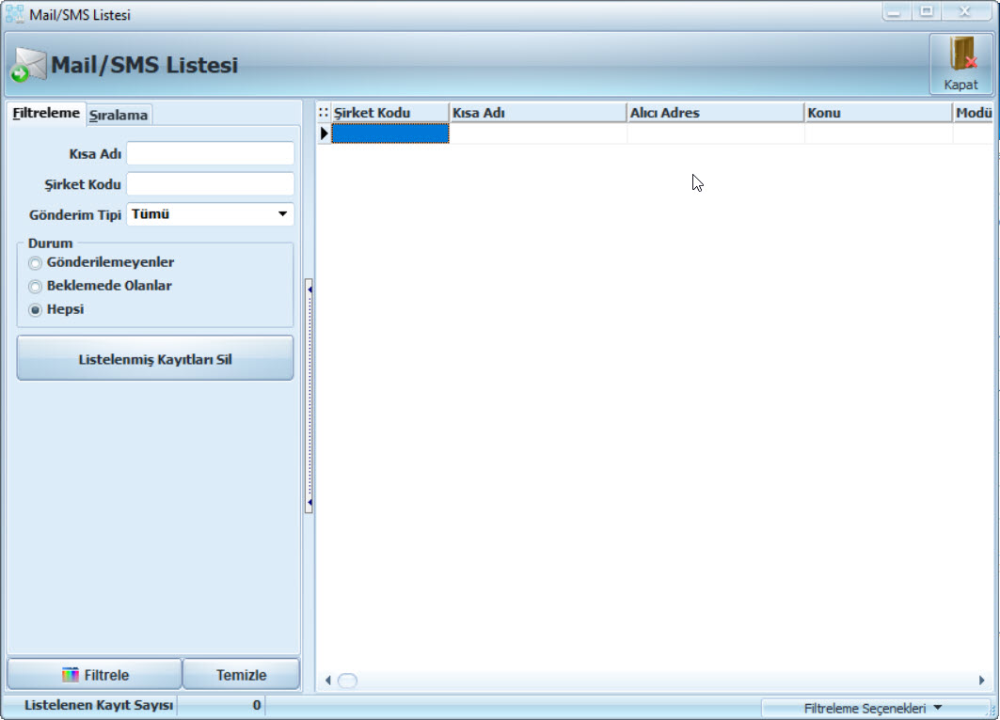 Mail/SMS Listesi
Mail/SMS Listesi
Kapat
Filtreleme Sıralama
Kısa Adı
Şirket Kodu
Gönderim Tipi Tümü
Durum
Gönderilemeyenler
Beklemede Olanlar
Hepsi
Listelenmiş Kayıtları Sil
Filtrele Temizle
Şirket Kodu Kısa Adı Alıcı Adres Konu Modü
Listelenen Kayıt Sayısı 0
Filtreleme Seçenekleri